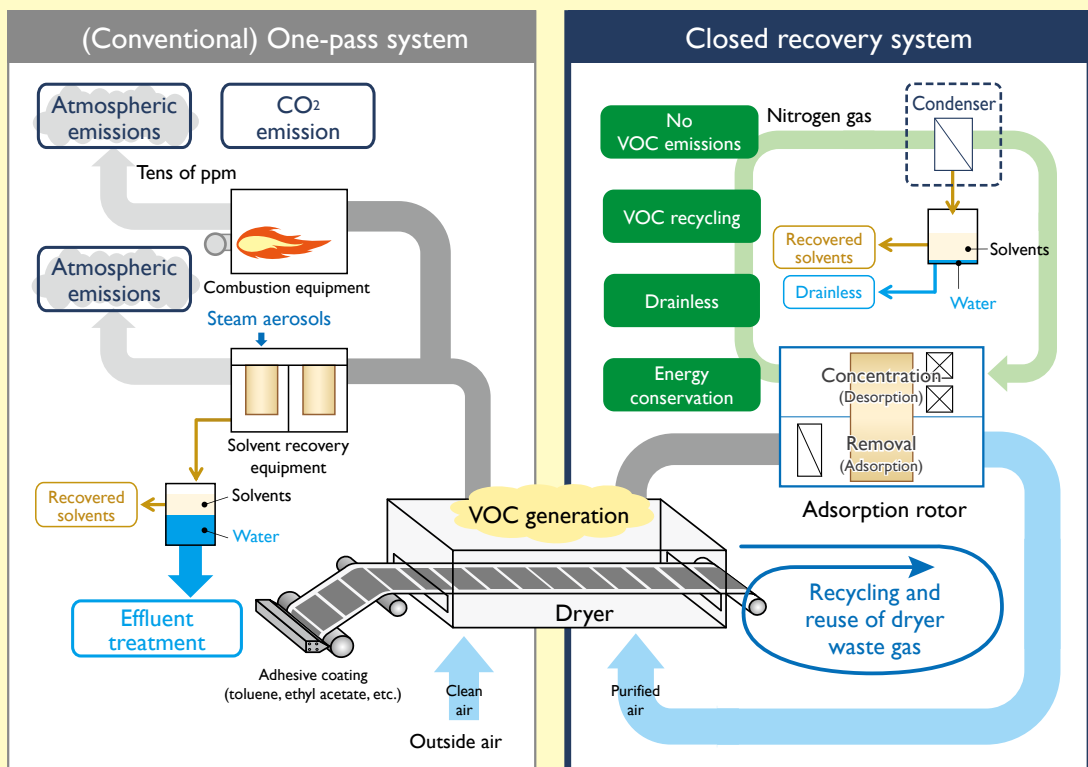 (Conventional) One-pass system
Atmospheric
emissions
CO2
emission
Tens of ppm
Combustion equipment
Atmospheric
emissions
Steam aerosols
Solvent recovery
equipment
Recovered
solvents
Solvents
Water
Effluent
treatment
Adhesive coating
(toluene, ethyl acetate, etc.)
Clean
air
Outside air
VOC generation
Dryer
Closed recovery system
No
VOC emissions
VOC recycling
Drainless
Energy
conservation
Nitrogen gas
Condenser
Recovered
solvents
Solvents
Drainless
Water
Concentration
(Desorption)
Removal
(Adsorption)
Adsorption rotor
Recycling and
reuse of dryer
waste gas
Purified
air